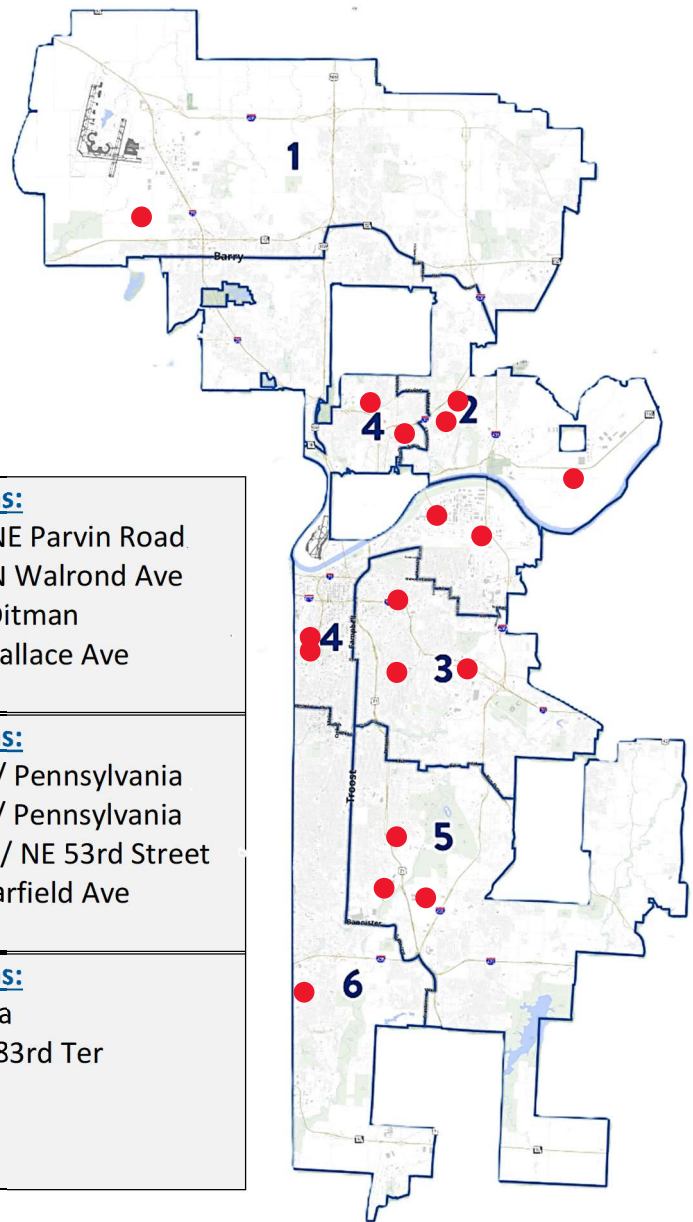 1
Barry
2
4
s:
NE Parvin Road
N Walrond Ave
Ditman
allace Ave
4
3
s:
/ Pennsylvania
/ Pennsylvania
/ NE 53rd Street
arfield Ave
Troost
5
Bannister
s:
a
83rd Ter
6